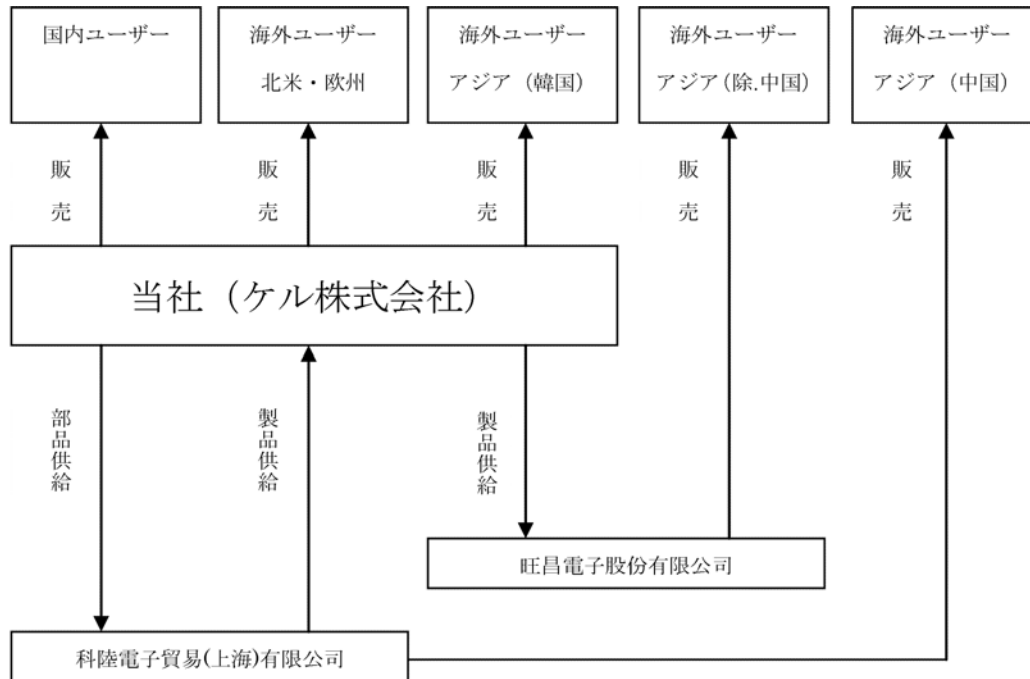 国内ユーザー
海外ユーザー
北米・欧州
海外ユーザー
アジア（韓国）
海外ユーザー
アジア（除.中国）
海外ユーザー
アジア（中国）
販売
販売
販売
販売
販売
当社（ケル株式会社）
部品供給
製品供給
製品供給
旺昌電子股份有限公司
科陸電子貿易(上海)有限公司